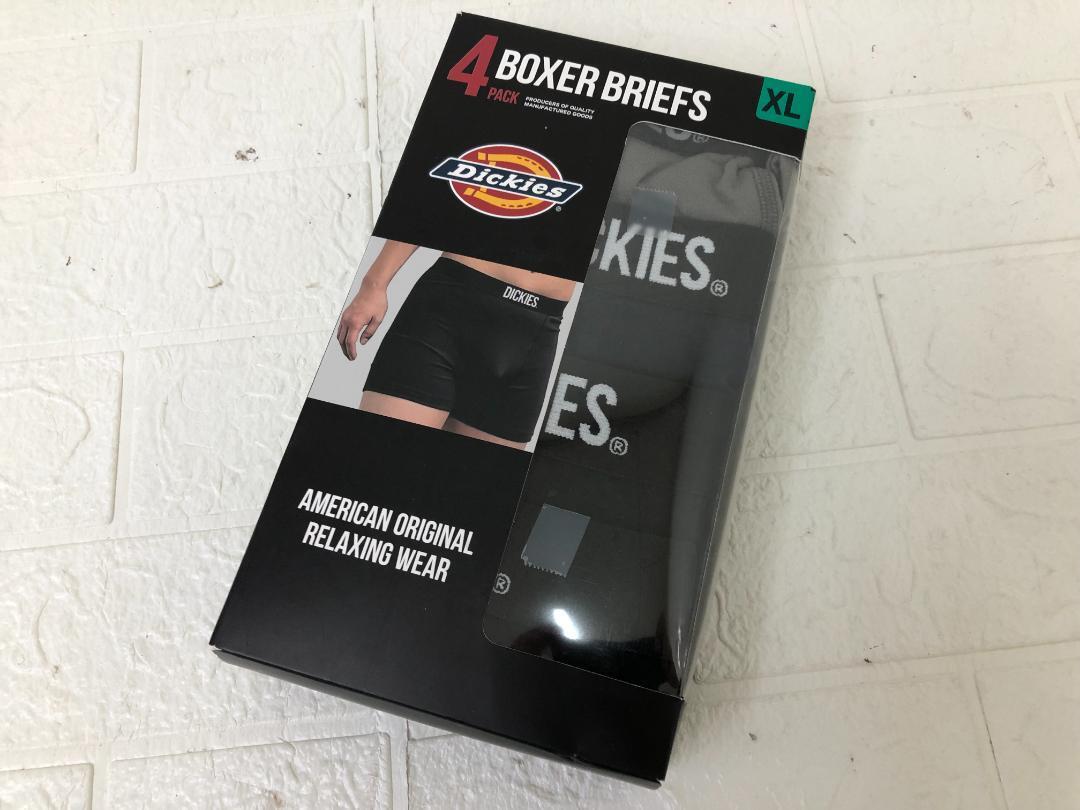 4 BOXER BRIEFS
PACK
PRODUCERS OF QUALITY
MANUFACTURED GOODS
XL
Dickies®
®
CKIES®
DICKIES
ES®
AMERICAN ORIGINAL
RELAXING WEAR
®